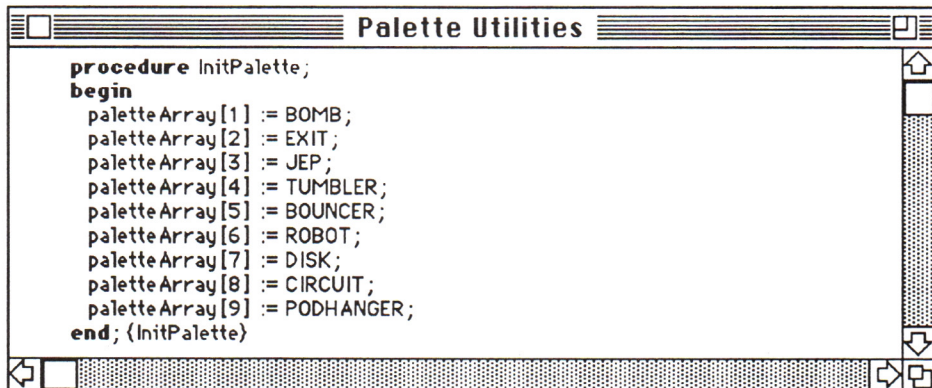 Palette Utilities
procedure InitPalette;
begin
paletteArray[1] := BOMB;
paletteArray[2] := EXIT;
paletteArray[3] := JEP;
paletteArray[4] := TUMBLER;
paletteArray[5] := BOUNCER;
paletteArray[6] := ROBOT;
paletteArray[7] := DISK;
paletteArray[8] := CIRCUIT;
paletteArray[9] := PODHANGER;
end; {InitPalette}